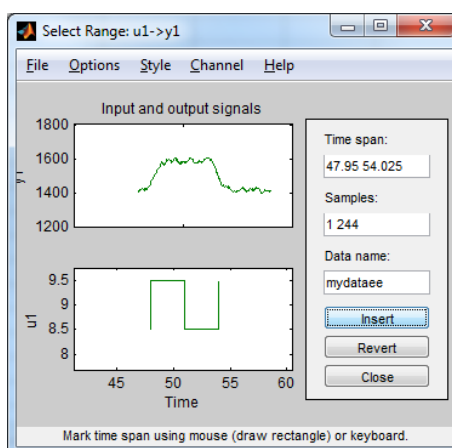 Select Range: u1->y1
File Options Style Channel Help
Input and output signals
1800
1600
1400
1200
y1
9.5
9
8.5
8
u1
45 50 55 60
Time
Time span:
47.95 54.025
Samples:
1 244
Data name:
mydataee
Insert
Revert
Close
Mark time span using mouse (draw rectangle) or keyboard.